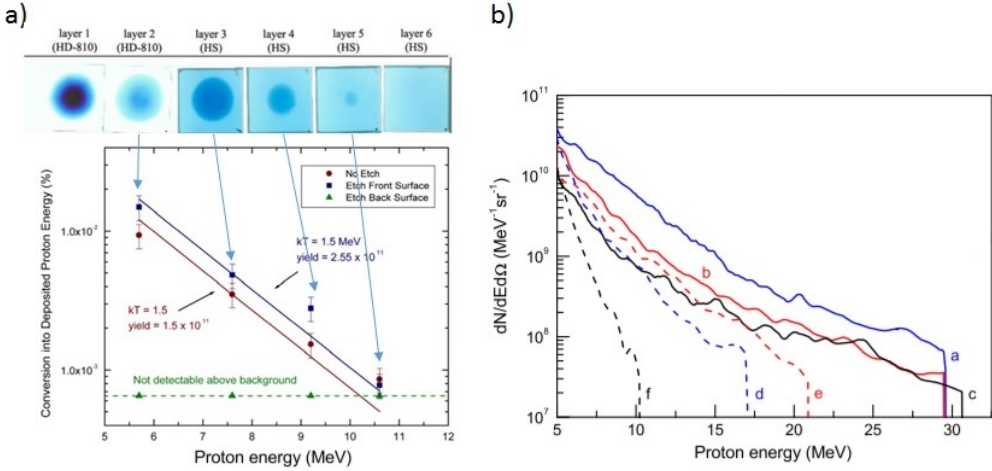 a)
layer 1 layer 2 layer 3 layer 4 layer 5 layer 6
(HD-810) (HD-810) (HS) (HS) (HS) (HS)
Conversion into Deposited Proton Energy (%)
1.0x10⁻²
1.0x10⁻³
No Etch
Etch Front Surface
Etch Back Surface
kT = 1.5 MeV
yield = 2.55 x 10¹¹
kT = 1.5
yield = 1.5 x 10¹¹
Not detectable above background
5 6 7 8 9 10 11 12
Proton energy (MeV)
b)
dN/dEdΩ (MeV⁻¹sr⁻¹)
10¹¹
10¹⁰
10⁹
10⁸
10⁷
b
a
f d e c
5 10 15 20 25 30
Proton energy (MeV)